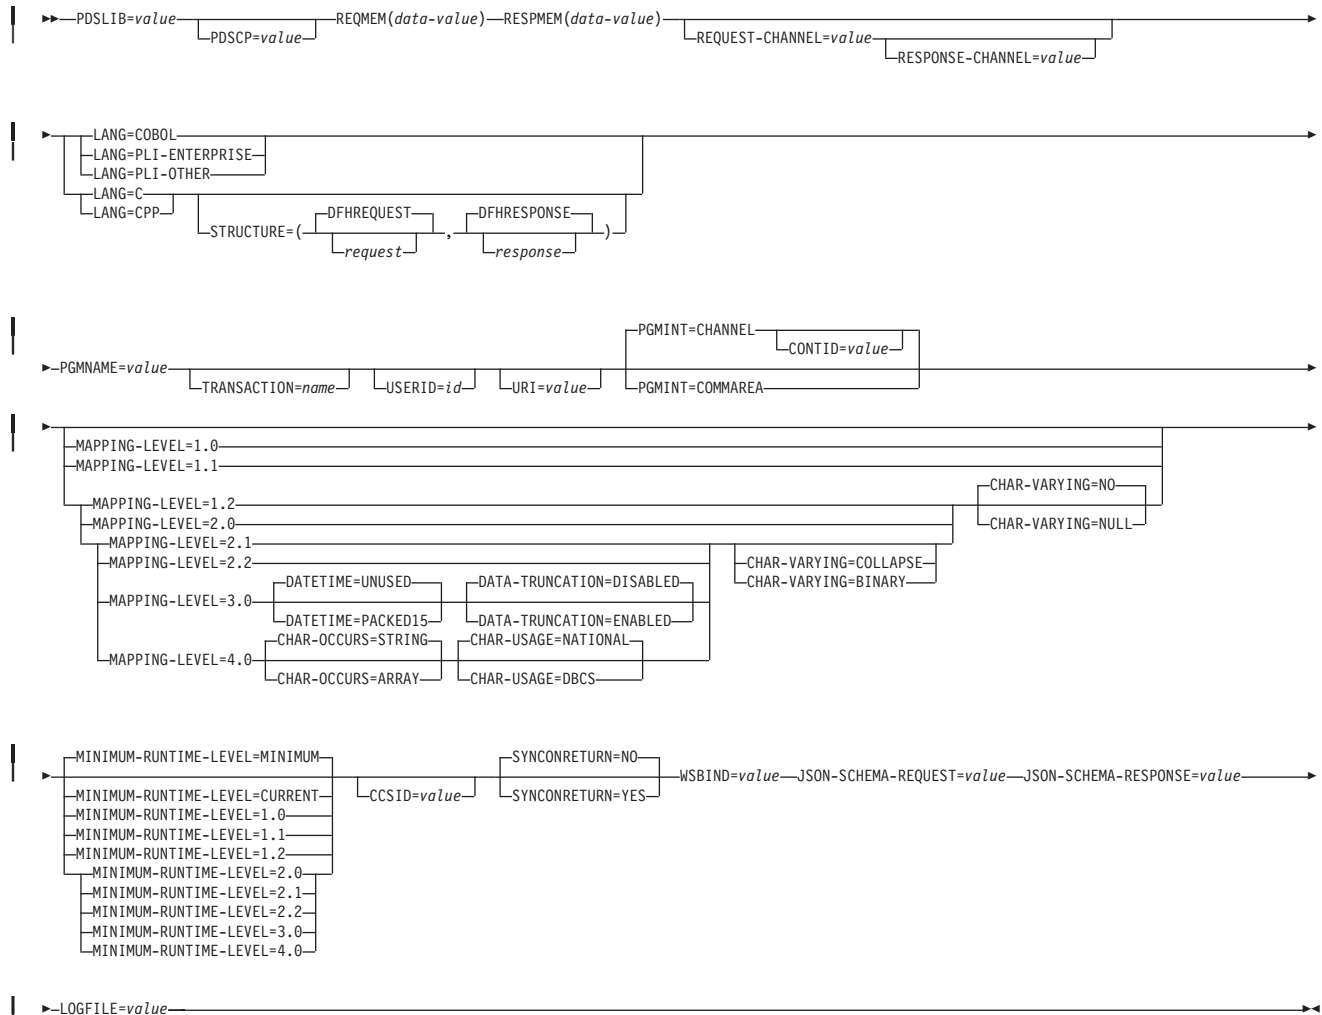 PDSLIB=value REQMEM(data-value) RESPMEM(data-value)
PDSCP=value REQUEST-CHANNEL=value
RESPONSE-CHANNEL=value
LANG=COBOL
LANG=PLI-ENTERPRISE
LANG=PLI-OTHER
LANG=C
LANG=CPP DFHREQUEST DFHRESPONSE
STRUCTURE=( , )
request response
PGMINT=CHANNEL
CONTID=value
PGMNAME=value
TRANSACTION=name USERID=id URI=value PGMINT=COMMAREA
MAPPING-LEVEL=1.0
MAPPING-LEVEL=1.1
CHAR-VARYING=NO
MAPPING-LEVEL=1.2
MAPPING-LEVEL=2.0 CHAR-VARYING=NULL
MAPPING-LEVEL=2.1
MAPPING-LEVEL=2.2 CHAR-VARYING=COLLAPSE
DATETIME=UNUSED DATA-TRUNCATION=DISABLED CHAR-VARYING=BINARY
MAPPING-LEVEL=3.0
DATETIME=PACKED15 DATA-TRUNCATION=ENABLED
CHAR-OCCURS=STRING CHAR-USAGE=NATIONAL
MAPPING-LEVEL=4.0
CHAR-OCCURS=ARRAY CHAR-USAGE=DBCS
MINIMUM-RUNTIME-LEVEL=MINIMUM SYNCONRETURN=NO
WSBIND=value JSON-SCHEMA-REQUEST=value JSON-SCHEMA-RESPONSE=value
MINIMUM-RUNTIME-LEVEL=CURRENT CCSID=value SYNCONRETURN=YES
MINIMUM-RUNTIME-LEVEL=1.0
MINIMUM-RUNTIME-LEVEL=1.1
MINIMUM-RUNTIME-LEVEL=1.2
MINIMUM-RUNTIME-LEVEL=2.0
MINIMUM-RUNTIME-LEVEL=2.1
MINIMUM-RUNTIME-LEVEL=2.2
MINIMUM-RUNTIME-LEVEL=3.0
MINIMUM-RUNTIME-LEVEL=4.0
LOGFILE=value